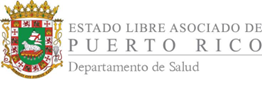 ESTADO LIBRE ASOCIADO DE
PUERTO RICO
Departamento de Salud